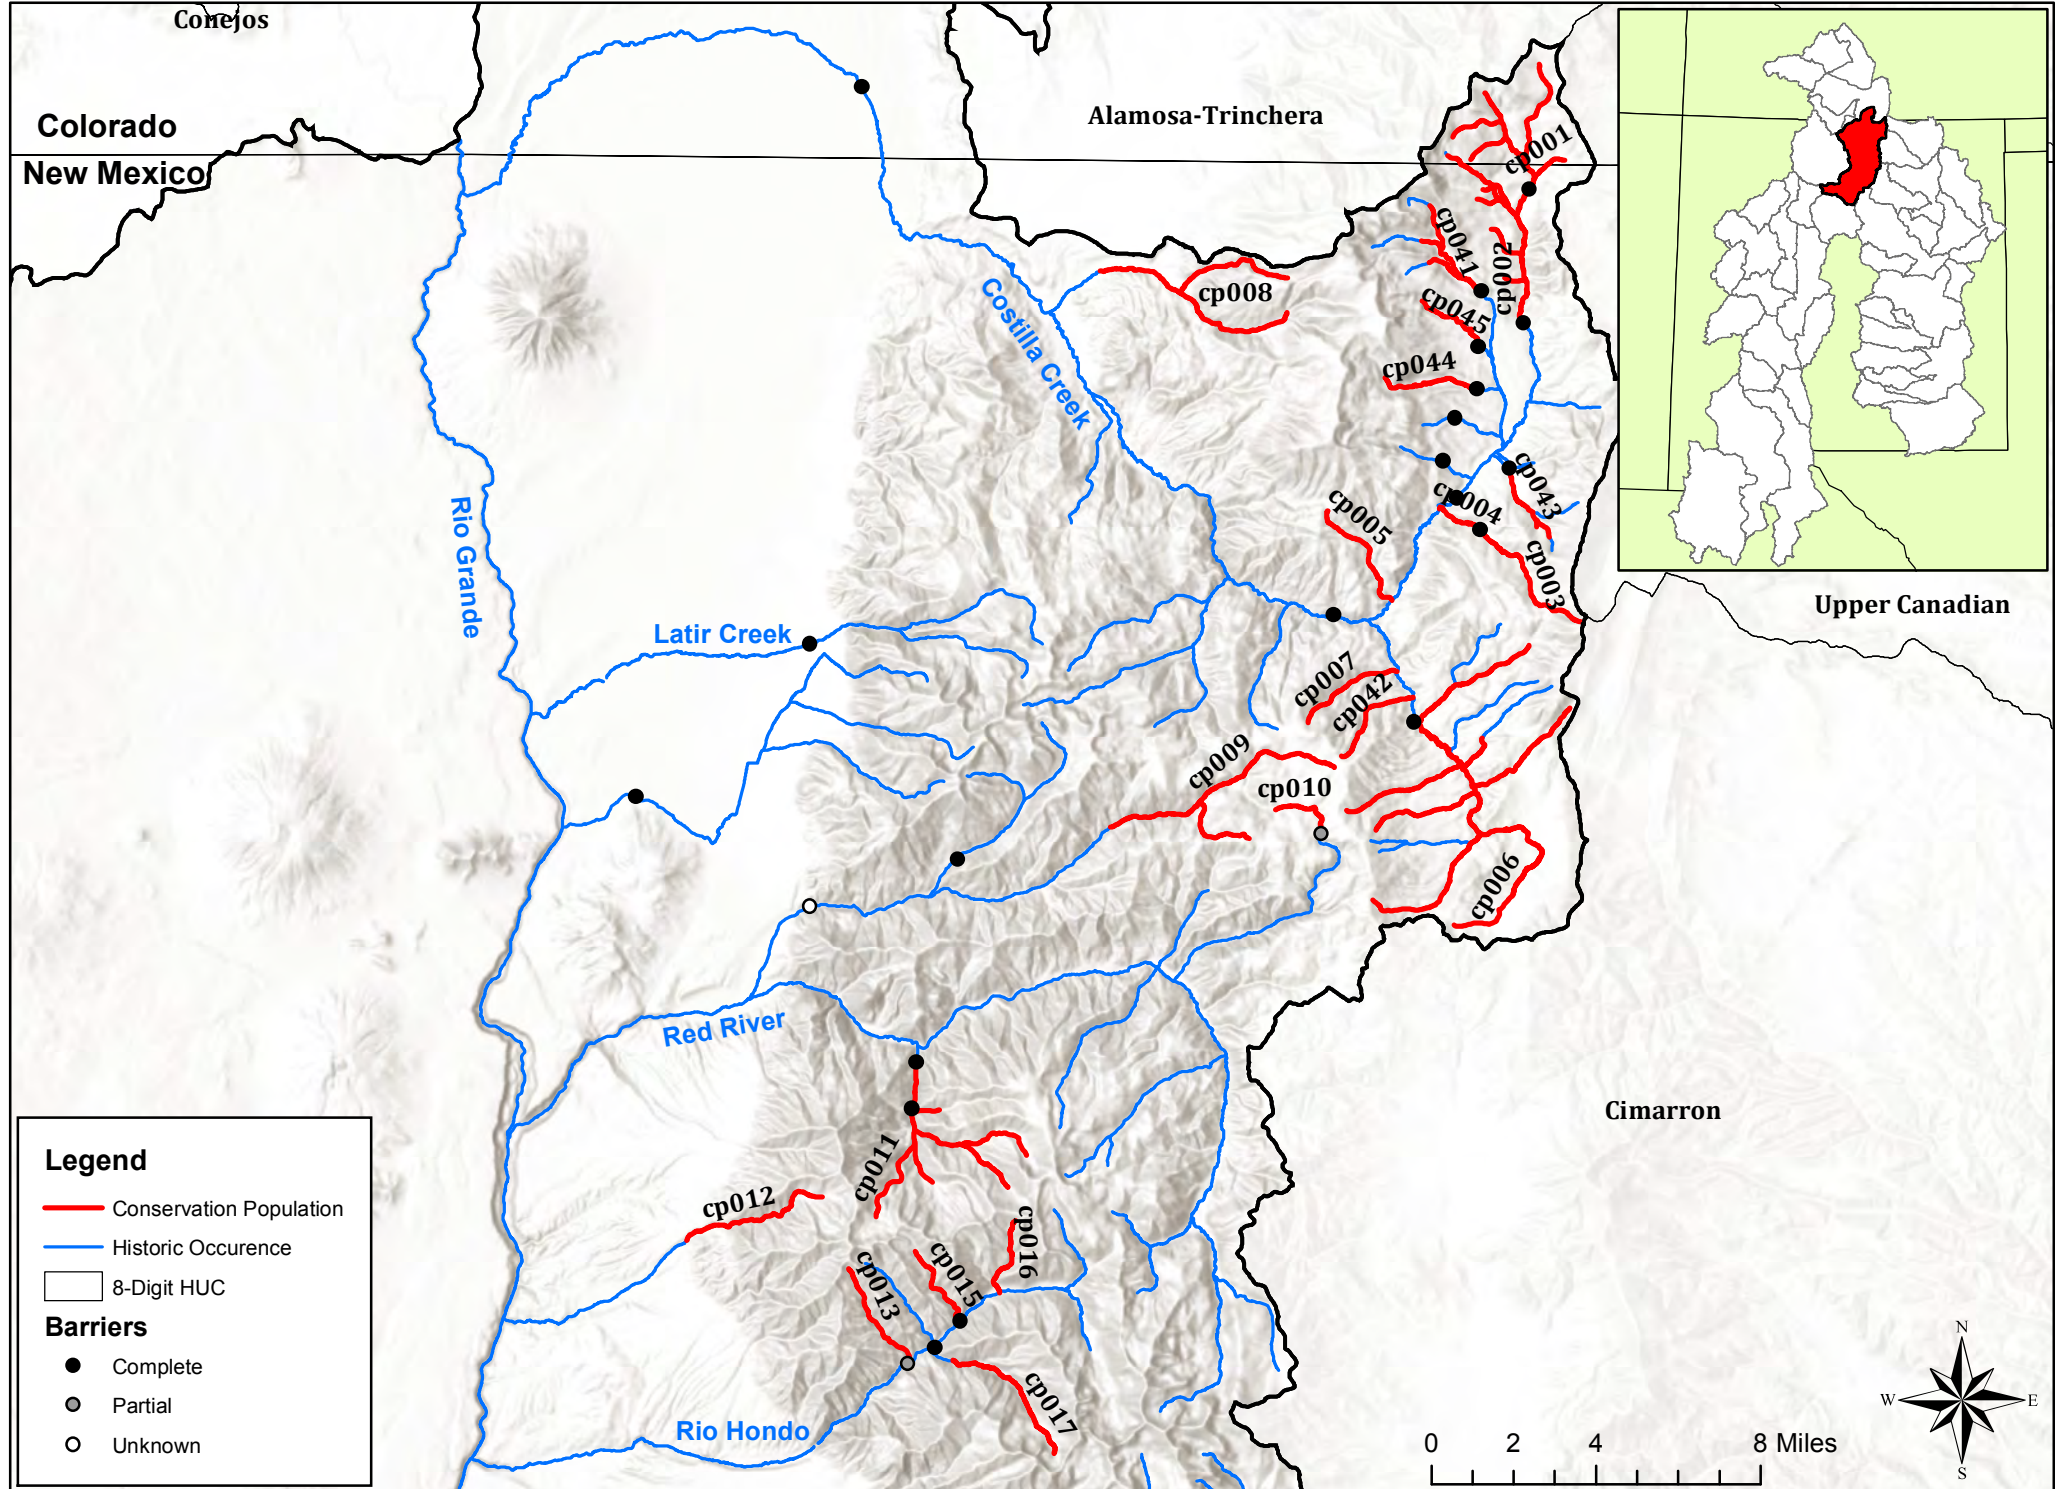 Conejos
Colorado
New Mexico
Alamosa-Trinchera
cp001
cp002
cp041
cp045
cp044
cp008
Costilla Creek
cp043
cp004
cp003
cp005
Rio Grande
Latir Creek
Upper Canadian
cp007
cp042
cp009
cp010
cp006
Red River
Cimarron
cp011
cp012
cp016
cp015
cp013
cp017
Rio Hondo
Legend
Conservation Population
Historic Occurence
8-Digit HUC
Barriers
Complete
Partial
Unknown
0 2 4 8 Miles
N
W E
S